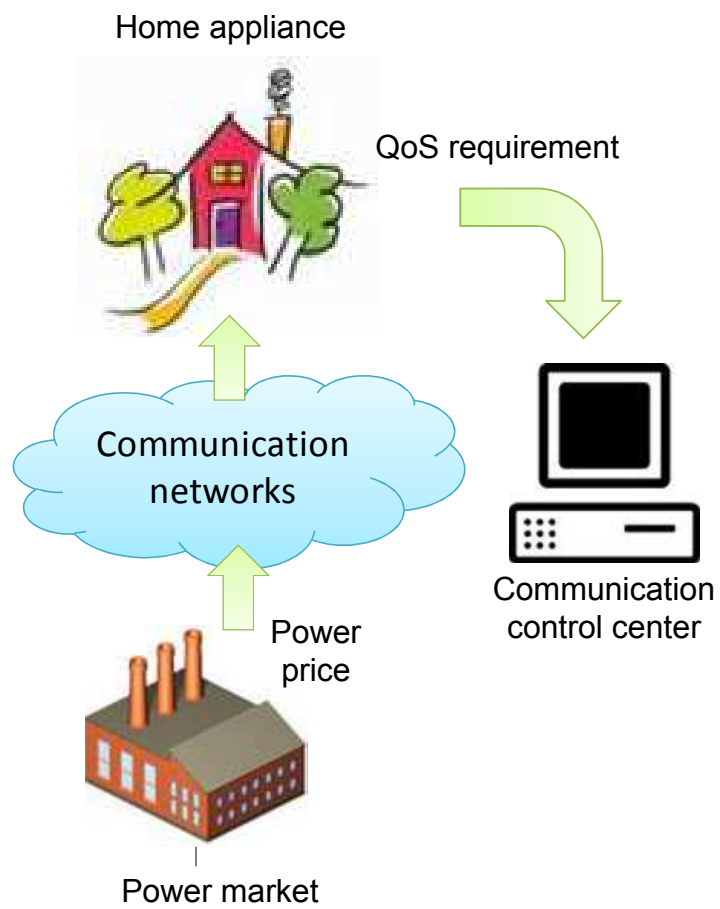 Home appliance
QoS requirement
Communication
networks
Communication
control center
Power
price
Power market